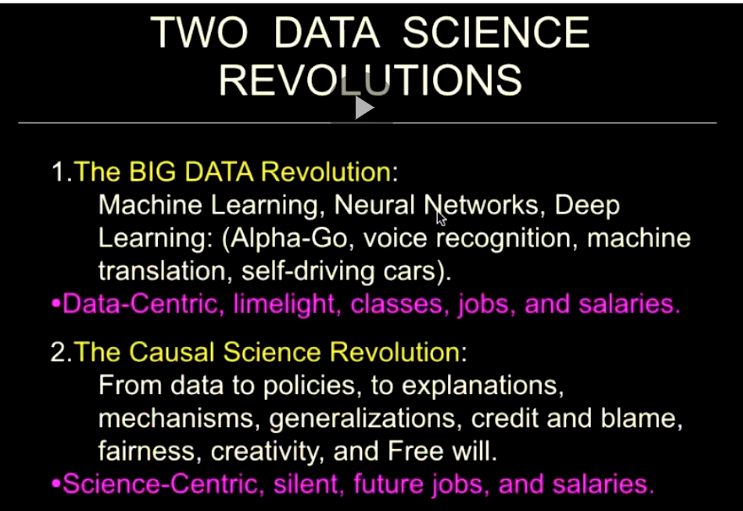 TWO DATA SCIENCE
REVOLUTIONS
1.The BIG DATA Revolution:
Machine Learning, Neural Networks, Deep
Learning: (Alpha-Go, voice recognition, machine
translation, self-driving cars).
•Data-Centric, limelight, classes, jobs, and salaries.
2.The Causal Science Revolution:
From data to policies, to explanations,
mechanisms, generalizations, credit and blame,
fairness, creativity, and Free will.
•Science-Centric, silent, future jobs, and salaries.